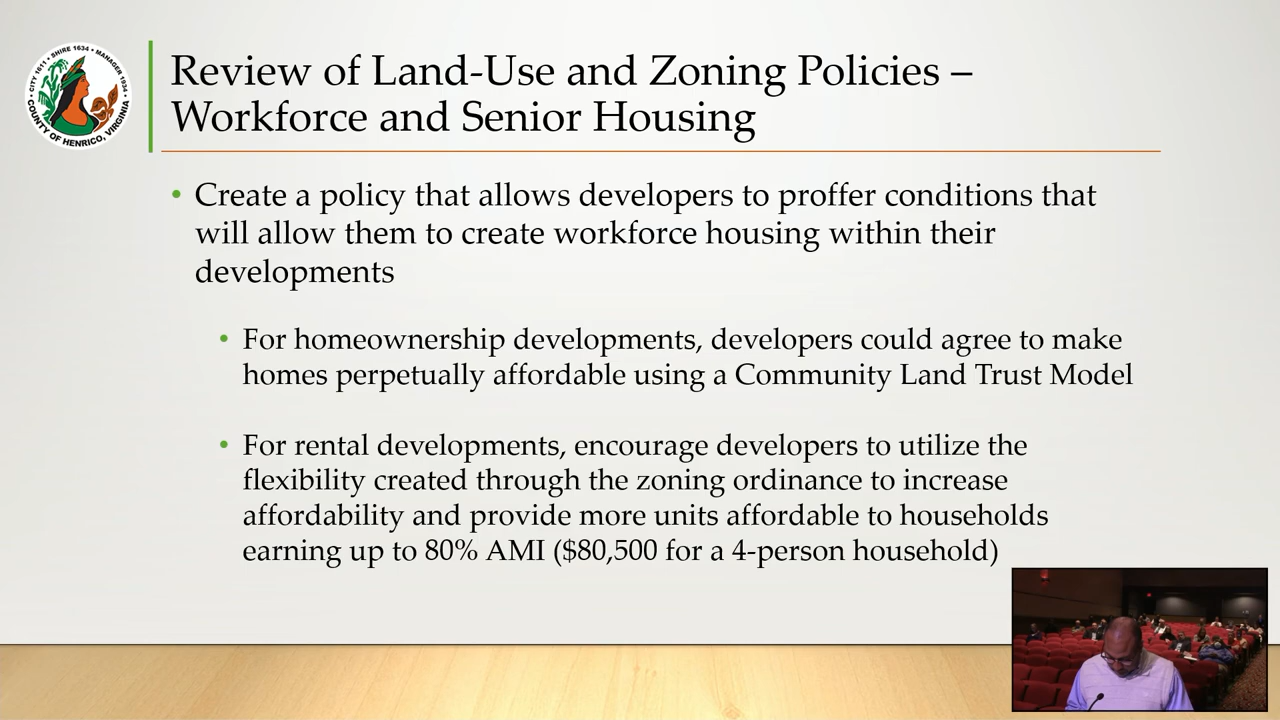 CITY 1611 • SHIRE 1634 • MANAGER 1934 •
COUNTY OF HENRICO, VIRGINIA
Review of Land-Use and Zoning Policies –
Workforce and Senior Housing
• Create a policy that allows developers to proffer conditions that
will allow them to create workforce housing within their
developments
• For homeownership developments, developers could agree to make
homes perpetually affordable using a Community Land Trust Model
• For rental developments, encourage developers to utilize the
flexibility created through the zoning ordinance to increase
affordability and provide more units affordable to households
earning up to 80% AMI ($80,500 for a 4-person household)